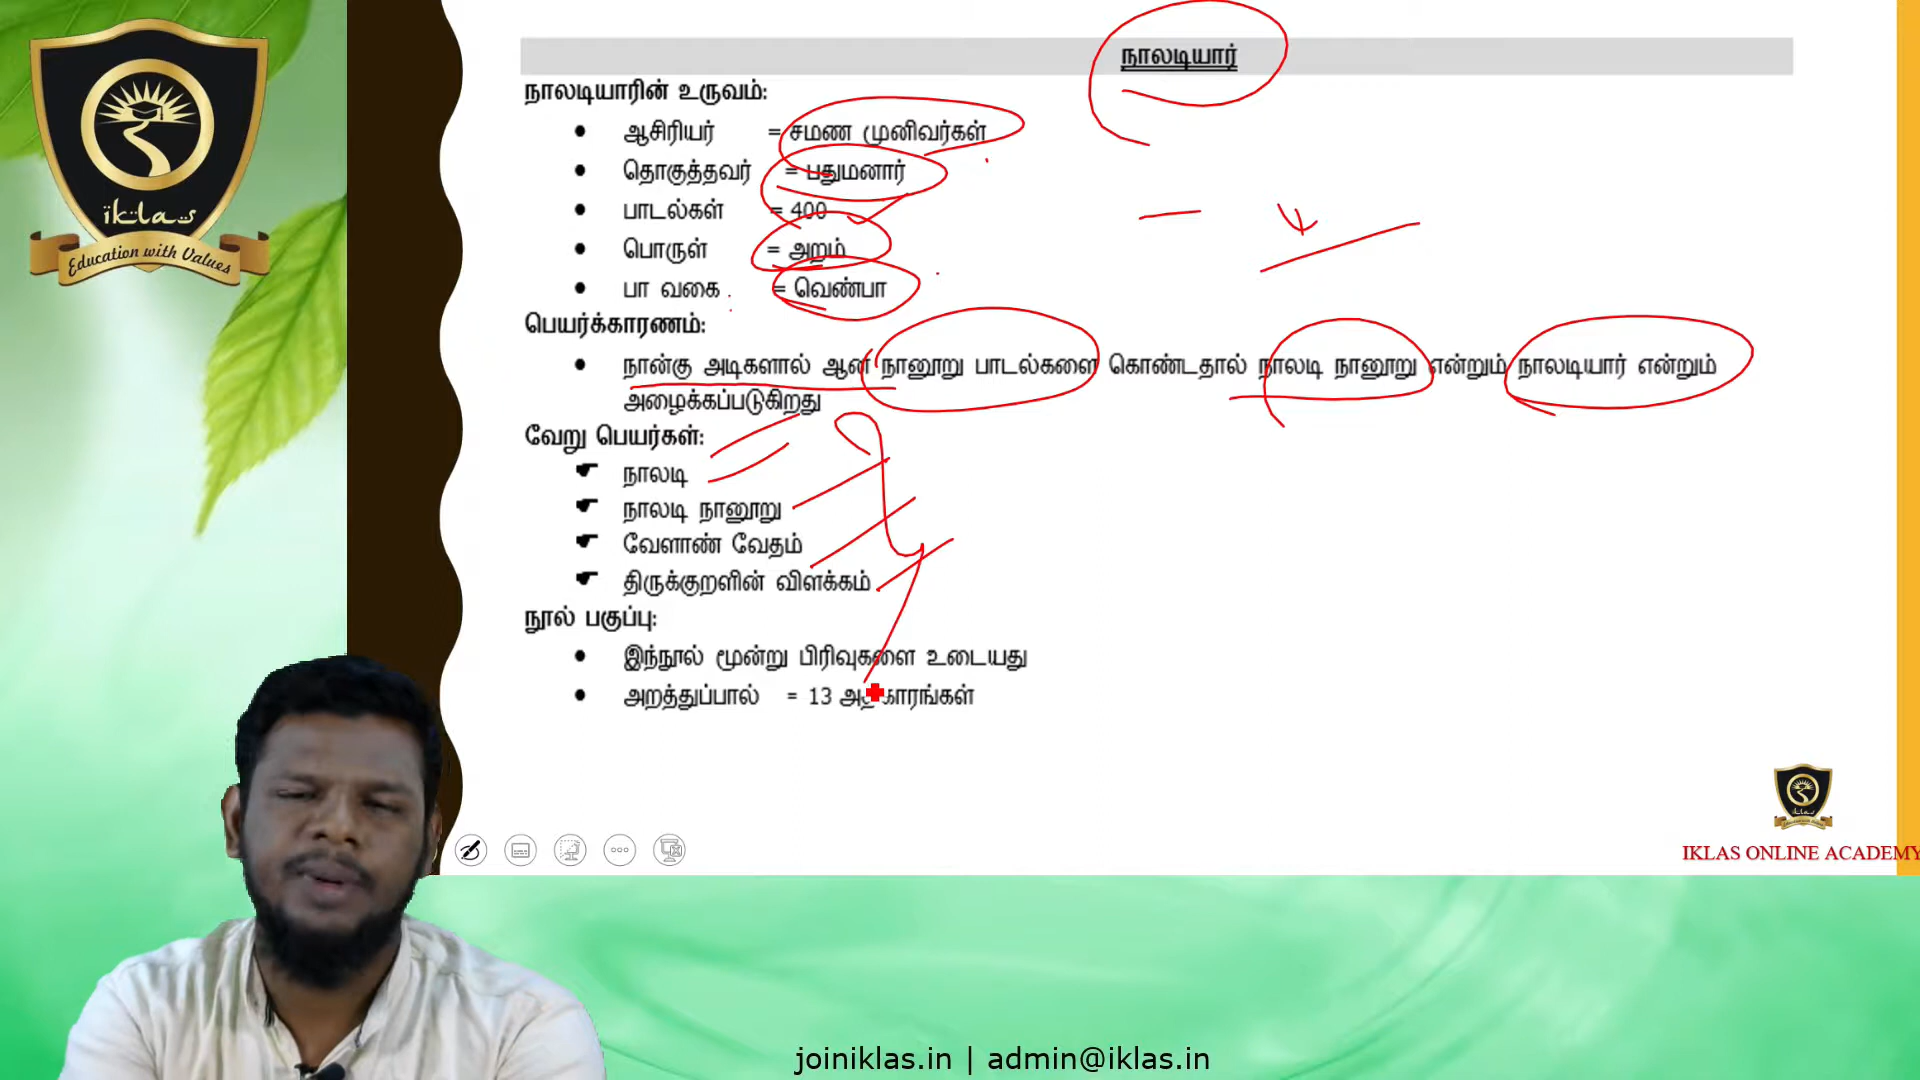 iklas
Education with Values
நாலடியார்
நாலடியாரின் உருவம்:
• ஆசிரியர் = சமண முனிவர்கள்
• தொகுத்தவர் = பதுமனார்
• பாடல்கள் = 400
• பொருள் = அறம்
• பா வகை = வெண்பா
பெயர்க்காரணம்:
• நான்கு அடிகளால் ஆன நானூறு பாடல்களை கொண்டதால் நாலடி நானூறு என்றும் நாலடியார் என்றும்
அழைக்கப்படுகிறது
வேறு பெயர்கள்:
☛ நாலடி
☛ நாலடி நானூறு
☛ வேளாண் வேதம்
☛ திருக்குறளின் விளக்கம்
நூல் பகுப்பு:
• இந்நூல் மூன்று பிரிவுகளை உடையது
• அறத்துப்பால் = 13 அதிகாரங்கள்
IKLAS ONLINE ACADEMY
joiniklas.in | admin@iklas.in